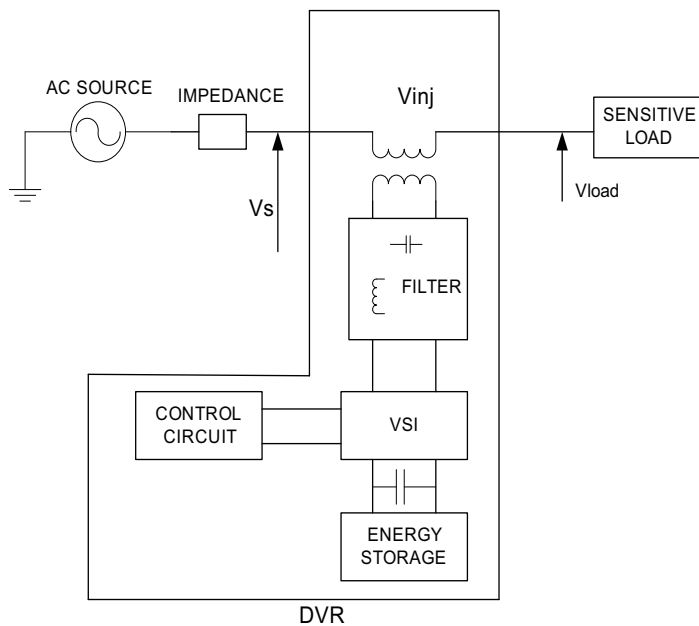 AC SOURCE
IMPEDANCE
Vinj
SENSITIVE
LOAD
Vs
Vload
FILTER
CONTROL
CIRCUIT
VSI
ENERGY
STORAGE
DVR